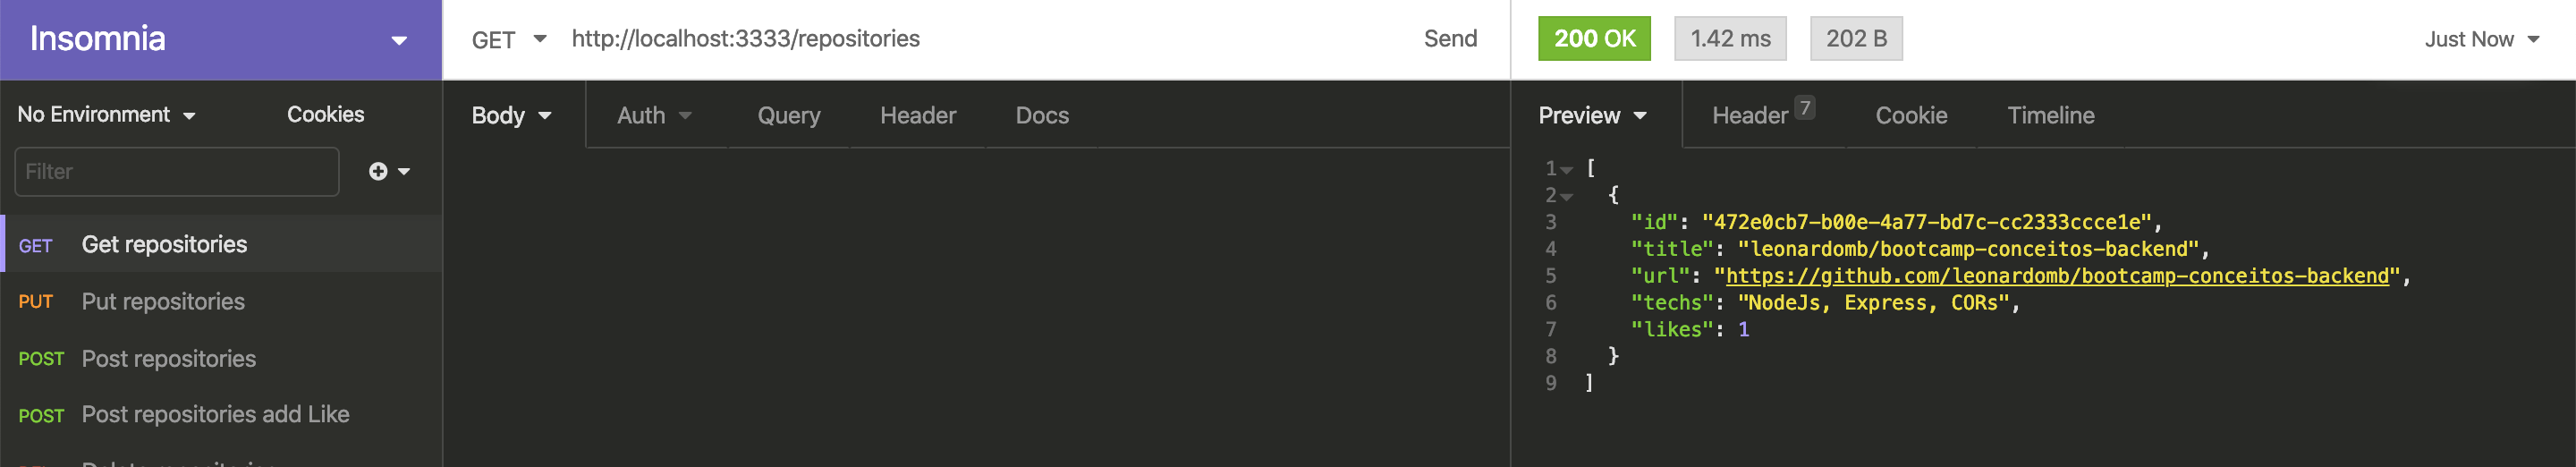 Insomnia
GET http://localhost:3333/repositories Send
200 OK 1.42 ms 202 B Just Now
No Environment Cookies
Filter
GET Get repositories
PUT Put repositories
POST Post repositories
POST Post repositories add Like
Body Auth Query Header Docs
Preview Header 7 Cookie Timeline
1 [
2 {
3 "id": "472e0cb7-b00e-4a77-bd7c-cc2333ccce1e",
4 "title": "leonardomb/bootcamp-conceitos-backend",
5 "url": "https://github.com/leonardomb/bootcamp-conceitos-backend",
6 "techs": "NodeJs, Express, CORs",
7 "likes": 1
8 }
9 ]